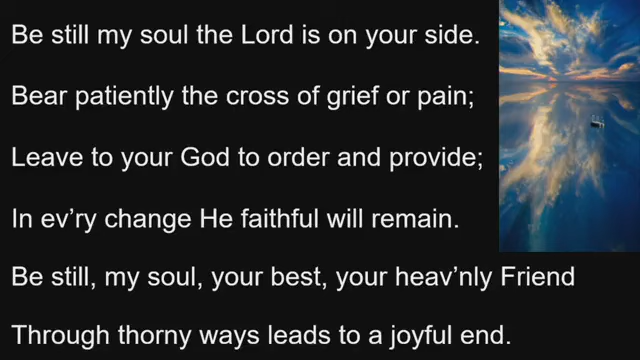 Be still my soul the Lord is on your side.
Bear patiently the cross of grief or pain;
Leave to your God to order and provide;
In ev’ry change He faithful will remain.
Be still, my soul, your best, your heav’nly Friend
Through thorny ways leads to a joyful end.